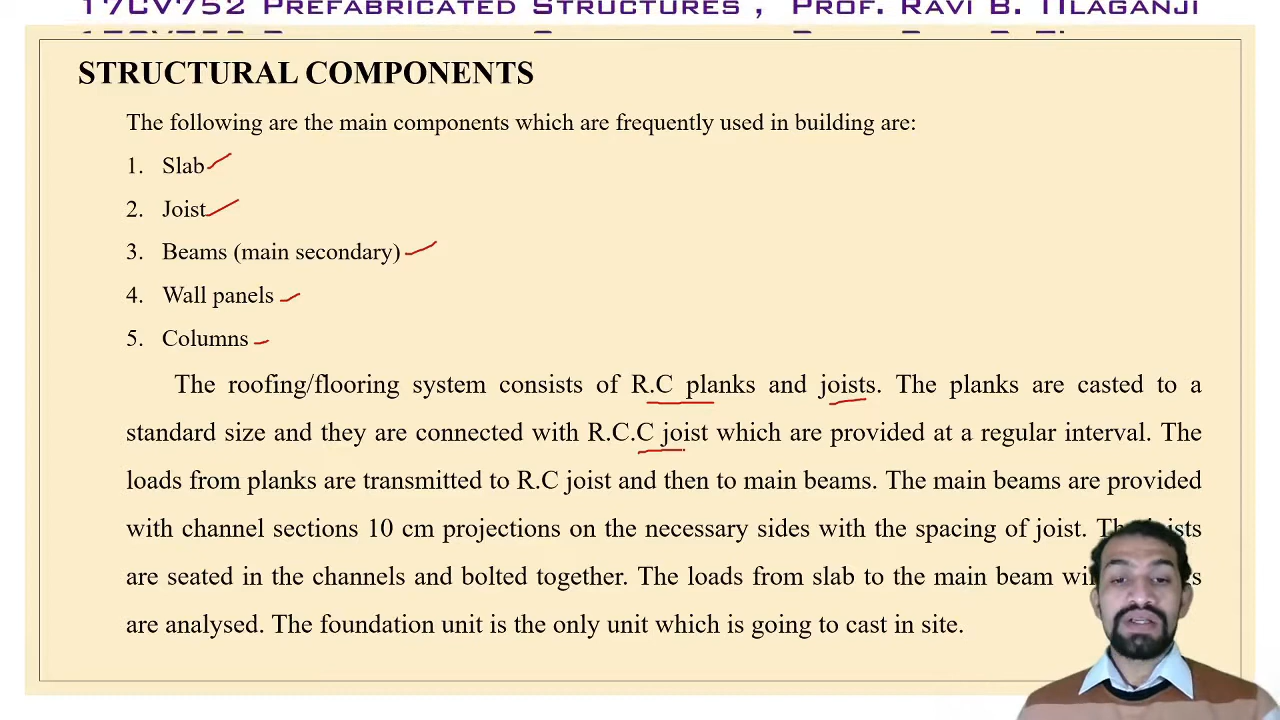 17CV752 PREFABRICATED STRUCTURES , PROF. RAVI B. TILAGANJI
STRUCTURAL COMPONENTS
The following are the main components which are frequently used in building are:
1. Slab
2. Joist
3. Beams (main secondary)
4. Wall panels
5. Columns
The roofing/flooring system consists of R.C planks and joists. The planks are casted to a
standard size and they are connected with R.C.C joist which are provided at a regular interval. The
loads from planks are transmitted to R.C joist and then to main beams. The main beams are provided
with channel sections 10 cm projections on the necessary sides with the spacing of joist.
are seated in the channels and bolted together. The loads from slab to the main beam
are analysed. The foundation unit is the only unit which is going to cast in site.